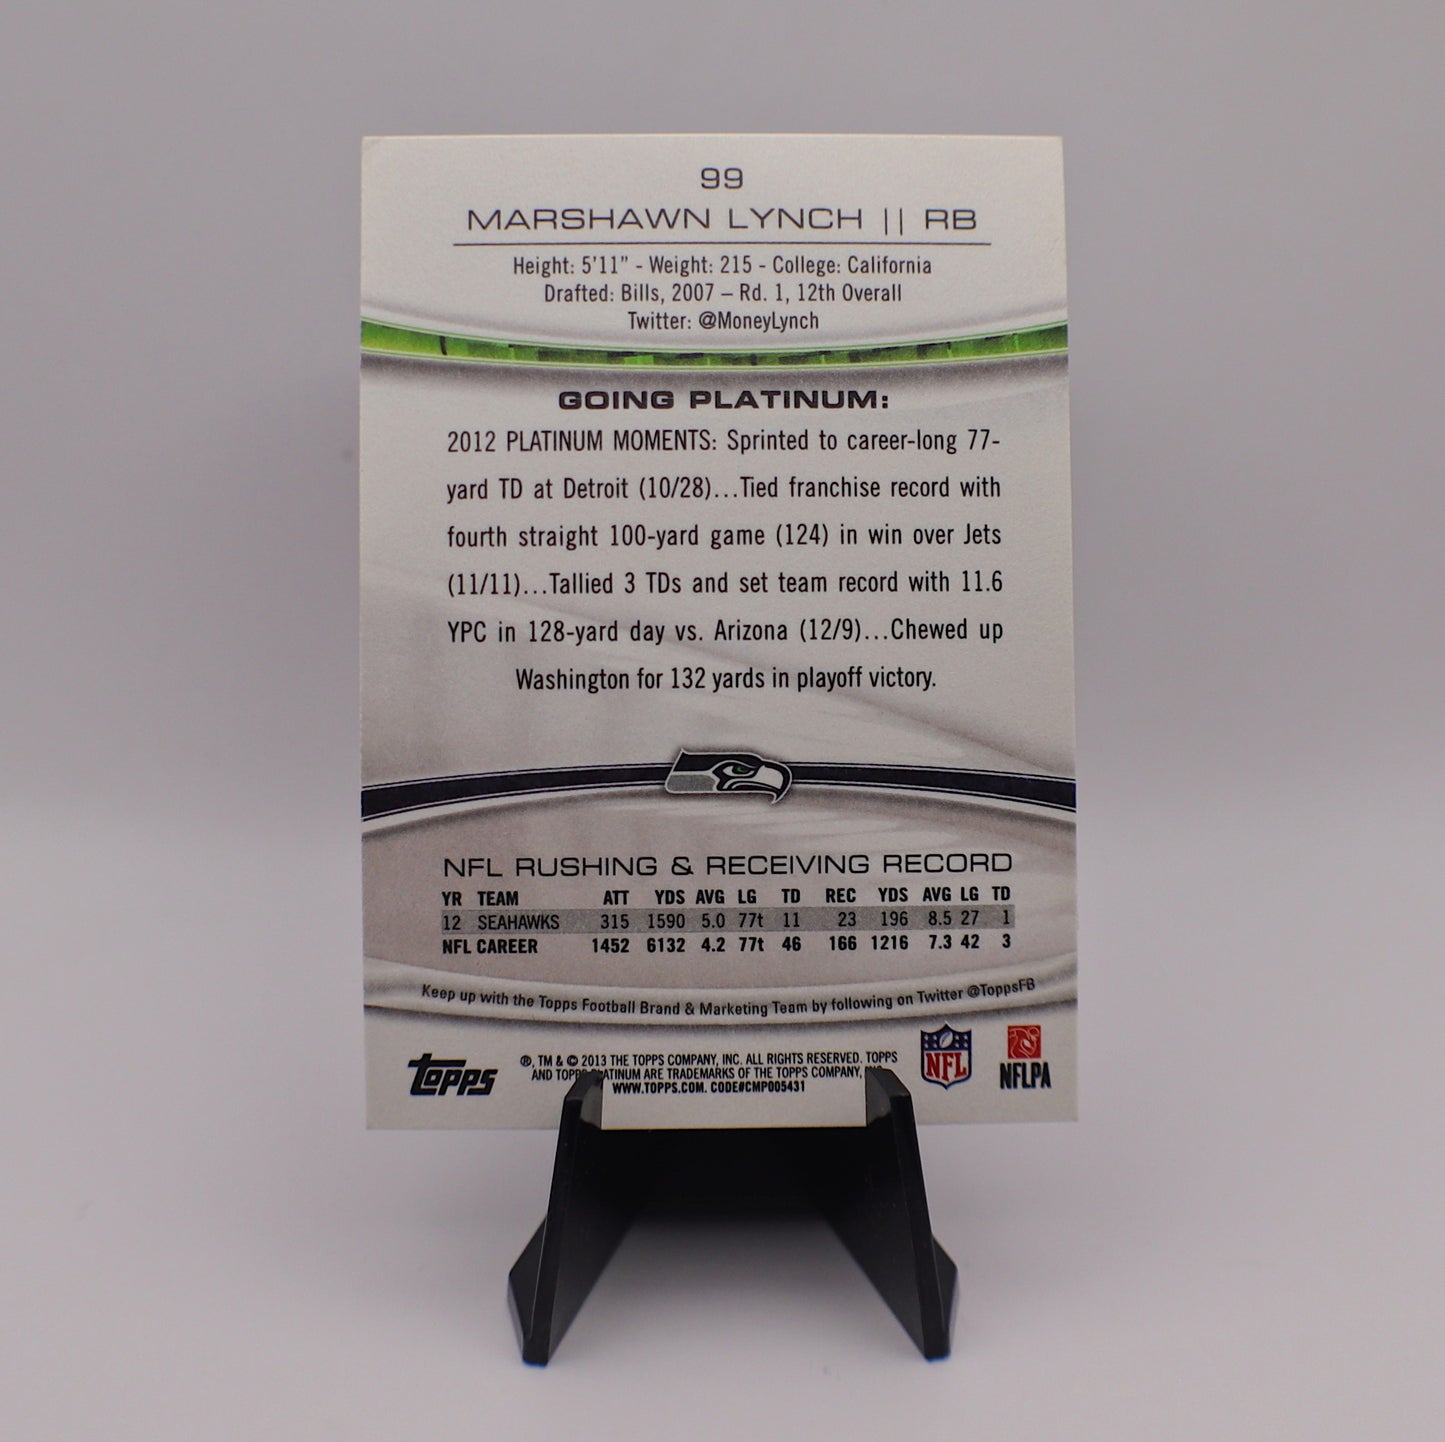 99
MARSHAWN LYNCH || RB
Height: 5'11" - Weight: 215 - College: California
Drafted: Bills, 2007 – Rd. 1, 12th Overall
Twitter: @MoneyLynch
GOING PLATINUM:
2012 PLATINUM MOMENTS: Sprinted to career-long 77-
yard TD at Detroit (10/28)...Tied franchise record with
fourth straight 100-yard game (124) in win over Jets
(11/11)...Tallied 3 TDs and set team record with 11.6
YPC in 128-yard day vs. Arizona (12/9)...Chewed up
Washington for 132 yards in playoff victory.
NFL RUSHING & RECEIVING RECORD
YR TEAM ATT YDS AVG LG TD REC YDS AVG LG TD
12 SEAHAWKS 315 1590 5.0 77t 11 23 196 8.5 27 1
NFL CAREER 1452 6132 4.2 77t 46 166 1216 7.3 42 3
Keep up with the Topps Football Brand & Marketing Team by following on Twitter @ToppsFB
Topps
®, TM & © 2013 THE TOPPS COMPANY, INC. ALL RIGHTS RESERVED. TOPPS
AND TOPPS PLATINUM ARE TRADEMARKS OF THE TOPPS COMPANY,
WWW.TOPPS.COM. CODE#CMP005431
NFL
NFLPA